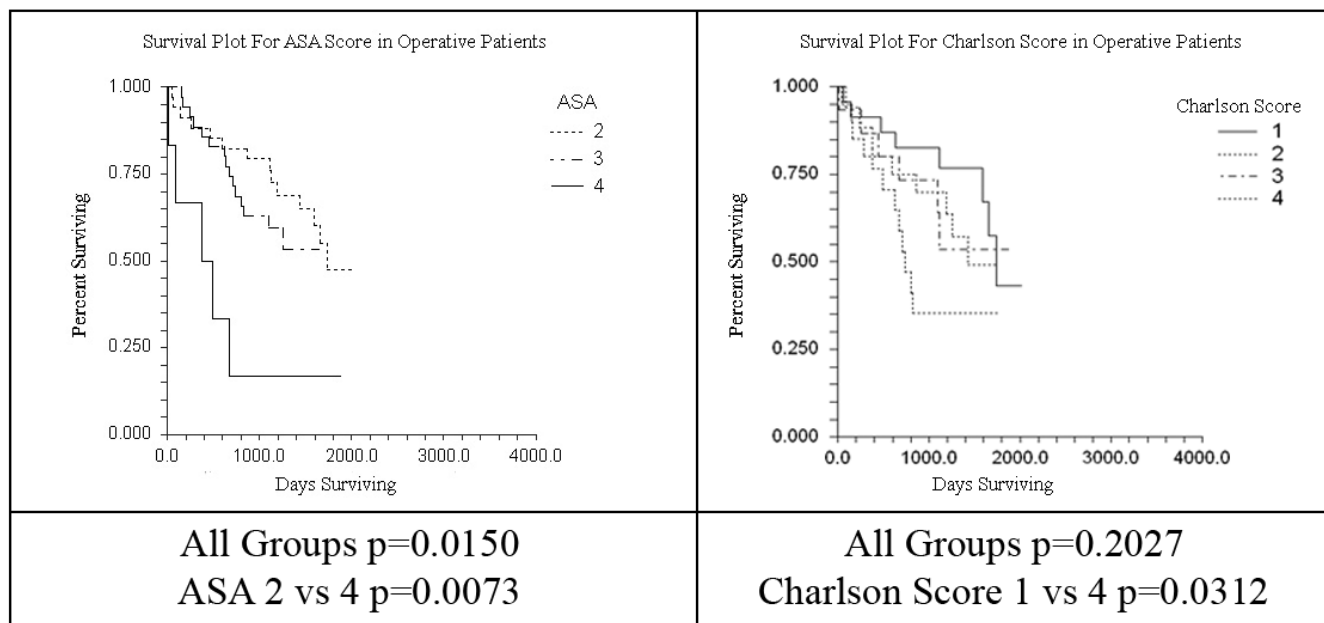 Survival Plot For ASA Score in Operative Patients
1.000
0.750
0.500
0.250
0.000
Percent Surviving
0.0 1000.0 2000.0 3000.0 4000.0
Days Surviving
ASA
2
3
4
Survival Plot For Charlson Score in Operative Patients
1.000
0.750
0.500
0.250
0.000
Percent Surviving
0.0 1000.0 2000.0 3000.0 4000.0
Days Surviving
Charlson Score
1
2
3
4
All Groups p=0.0150
ASA 2 vs 4 p=0.0073
All Groups p=0.2027
Charlson Score 1 vs 4 p=0.0312